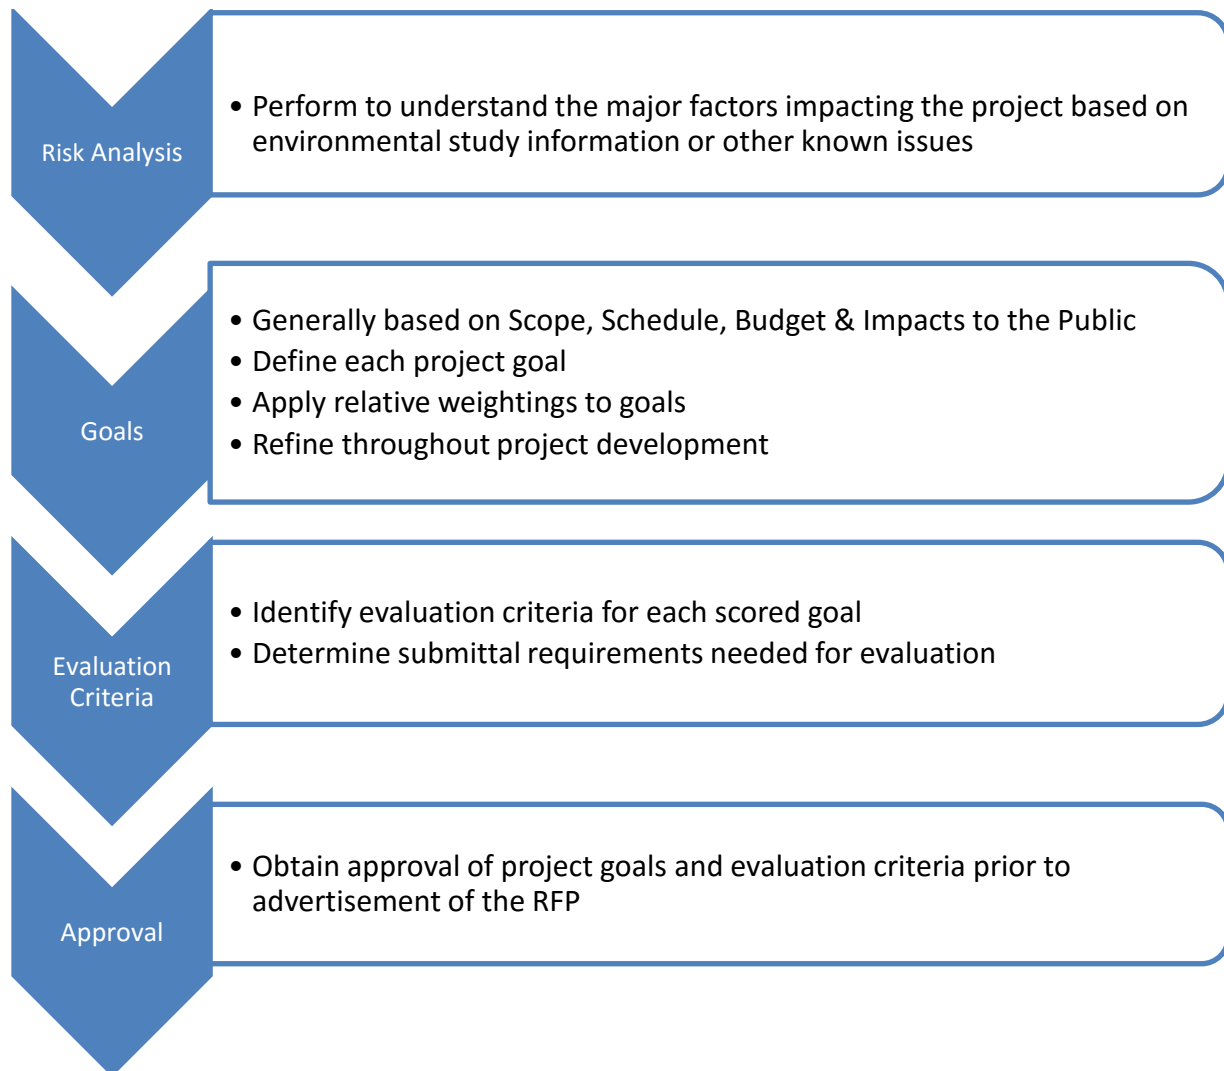 Risk Analysis
• Perform to understand the major factors impacting the project based on
environmental study information or other known issues
Goals
• Generally based on Scope, Schedule, Budget & Impacts to the Public
• Define each project goal
• Apply relative weightings to goals
• Refine throughout project development
Evaluation
Criteria
• Identify evaluation criteria for each scored goal
• Determine submittal requirements needed for evaluation
Approval
• Obtain approval of project goals and evaluation criteria prior to
advertisement of the RFP